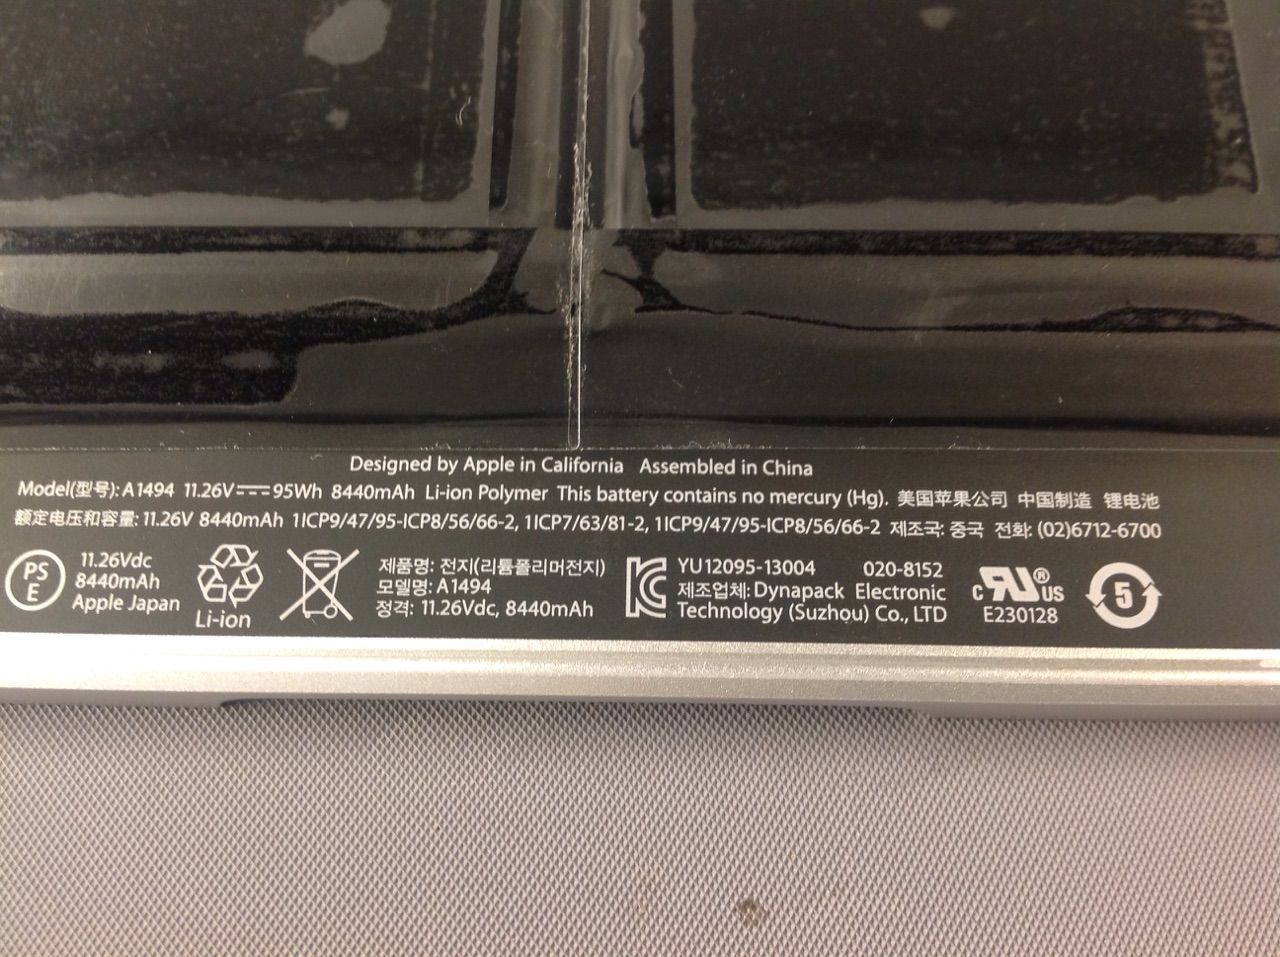 Designed by Apple in California Assembled in China
Model(型号): A1494 11.26V⎓95Wh 8440mAh Li-ion Polymer This battery contains no mercury (Hg). 美国苹果公司 中国制造 锂电池
额定电压和容量: 11.26V 8440mAh 1ICP9/47/95-ICP8/56/66-2, 1ICP7/63/81-2, 1ICP9/47/95-ICP8/56/66-2 제조국: 중국 전화: (02)6712-6700
PS
E
11.26Vdc
8440mAh
Apple Japan
Li-ion
제품명: 전지(리튬폴리머전지)
모델명: A1494
정격: 11.26Vdc, 8440mAh
YU12095-13004 020-8152
제조업체: Dynapack Electronic
Technology (Suzhou) Co., LTD
c RU® US
E230128
5